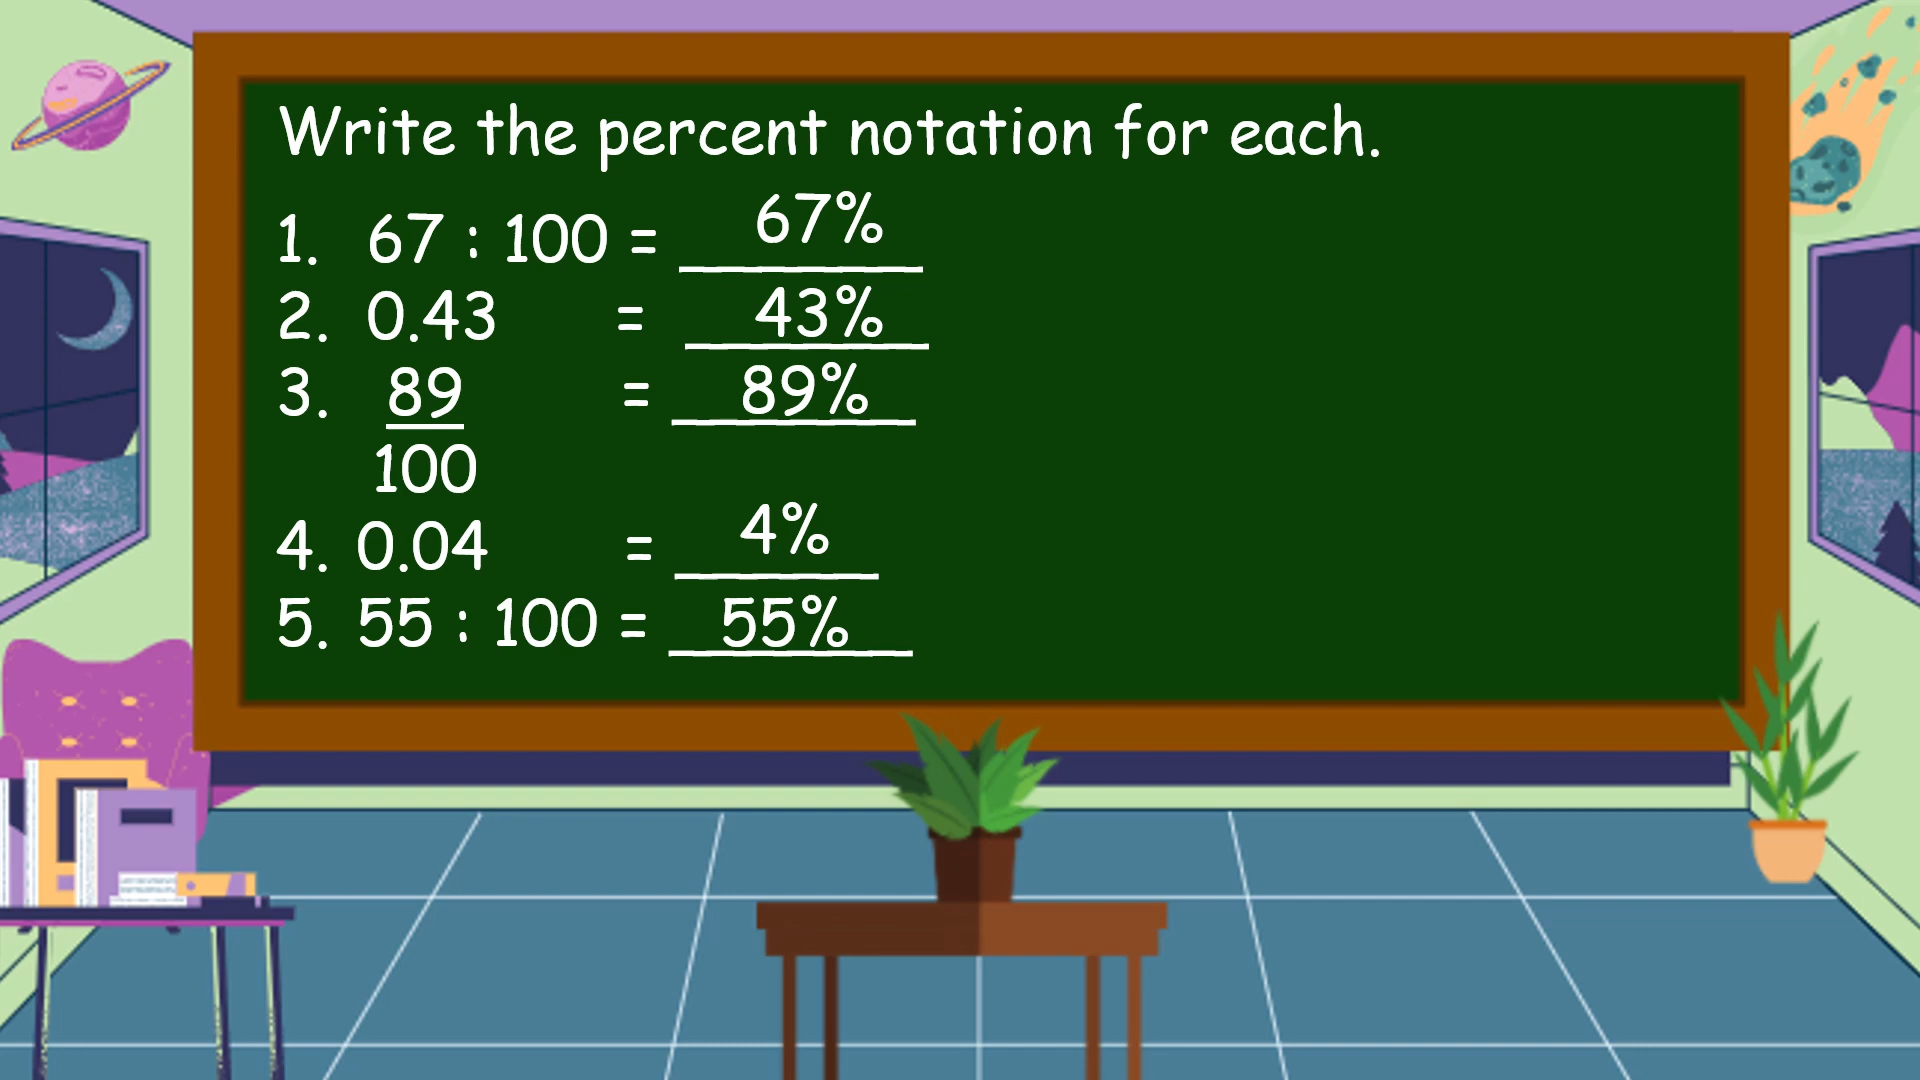 Write the percent notation for each.
1. 67 : 100 = 67%
2. 0.43 = 43%
3. 89 = 89%
100
4. 0.04 = 4%
5. 55 : 100 = 55%